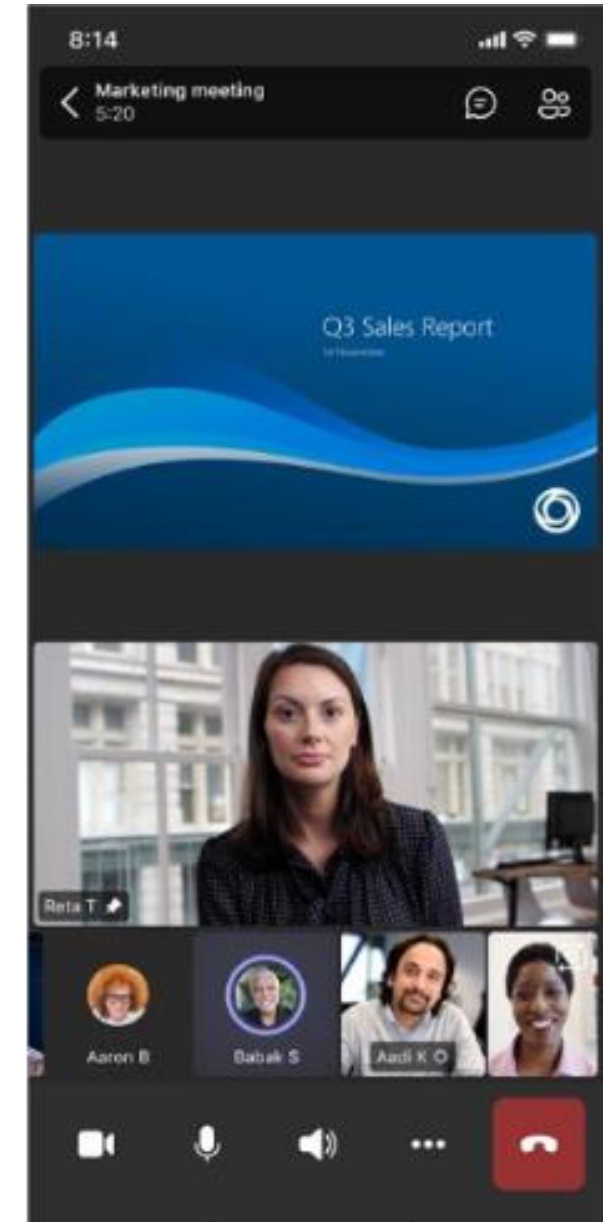 8:14
Marketing meeting
5:20
Q3 Sales Report
Reta T
Aaron B
Babak S
Aadi K